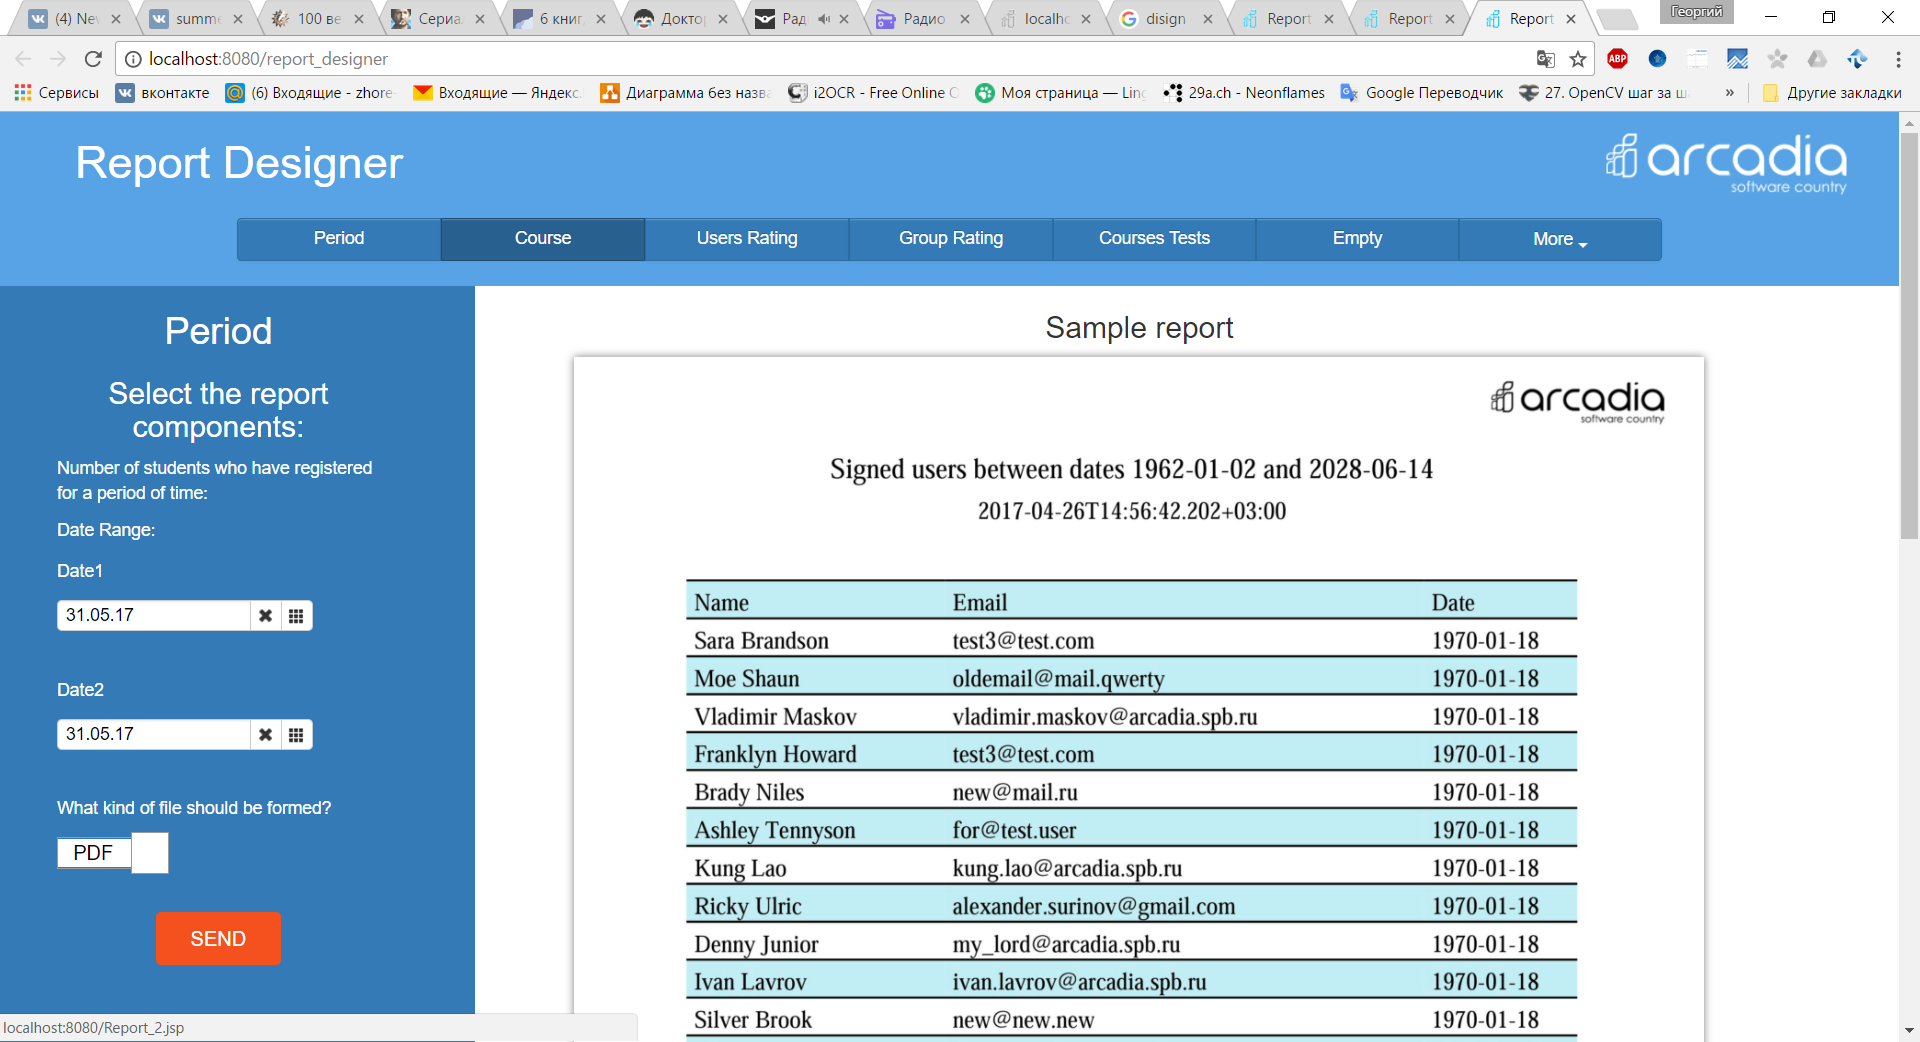 (4) Nev
summe
100 ве
Сериа
6 книг
Докто
Рад
Радио
localho
disign
Report
Report
Report
Георгий
localhost:8080/report_designer
ABP
Сервисы
вконтакте
(6) Входящие - zhore
Входящие — Яндекс.
Диаграмма без назва
i2OCR - Free Online
Моя страница — Lin
29a.ch - Neonflames
Google Переводчик
27. OpenCV шаг за ш
»
Другие закладки
Report Designer
arcadia
software country
Period
Course
Users Rating
Group Rating
Courses Tests
Empty
More
Period
Select the report
components:
Number of students who have registered
for a period of time:
Date Range:
Date1
31.05.17
Date2
31.05.17
What kind of file should be formed?
PDF
SEND
Sample report
arcadia
software country
Signed users between dates 1962-01-02 and 2028-06-14
2017-04-26T14:56:42.202+03:00
Name Email Date
Sara Brandson test3@test.com 1970-01-18
Moe Shaun oldemail@mail.qwerty 1970-01-18
Vladimir Maskov vladimir.maskov@arcadia.spb.ru 1970-01-18
Franklyn Howard test3@test.com 1970-01-18
Brady Niles new@mail.ru 1970-01-18
Ashley Tennyson for@test.user 1970-01-18
Kung Lao kung.lao@arcadia.spb.ru 1970-01-18
Ricky Ulric alexander.surinov@gmail.com 1970-01-18
Denny Junior my_lord@arcadia.spb.ru 1970-01-18
Ivan Lavrov ivan.lavrov@arcadia.spb.ru 1970-01-18
Silver Brook new@new.new 1970-01-18
localhost:8080/Report_2.jsp